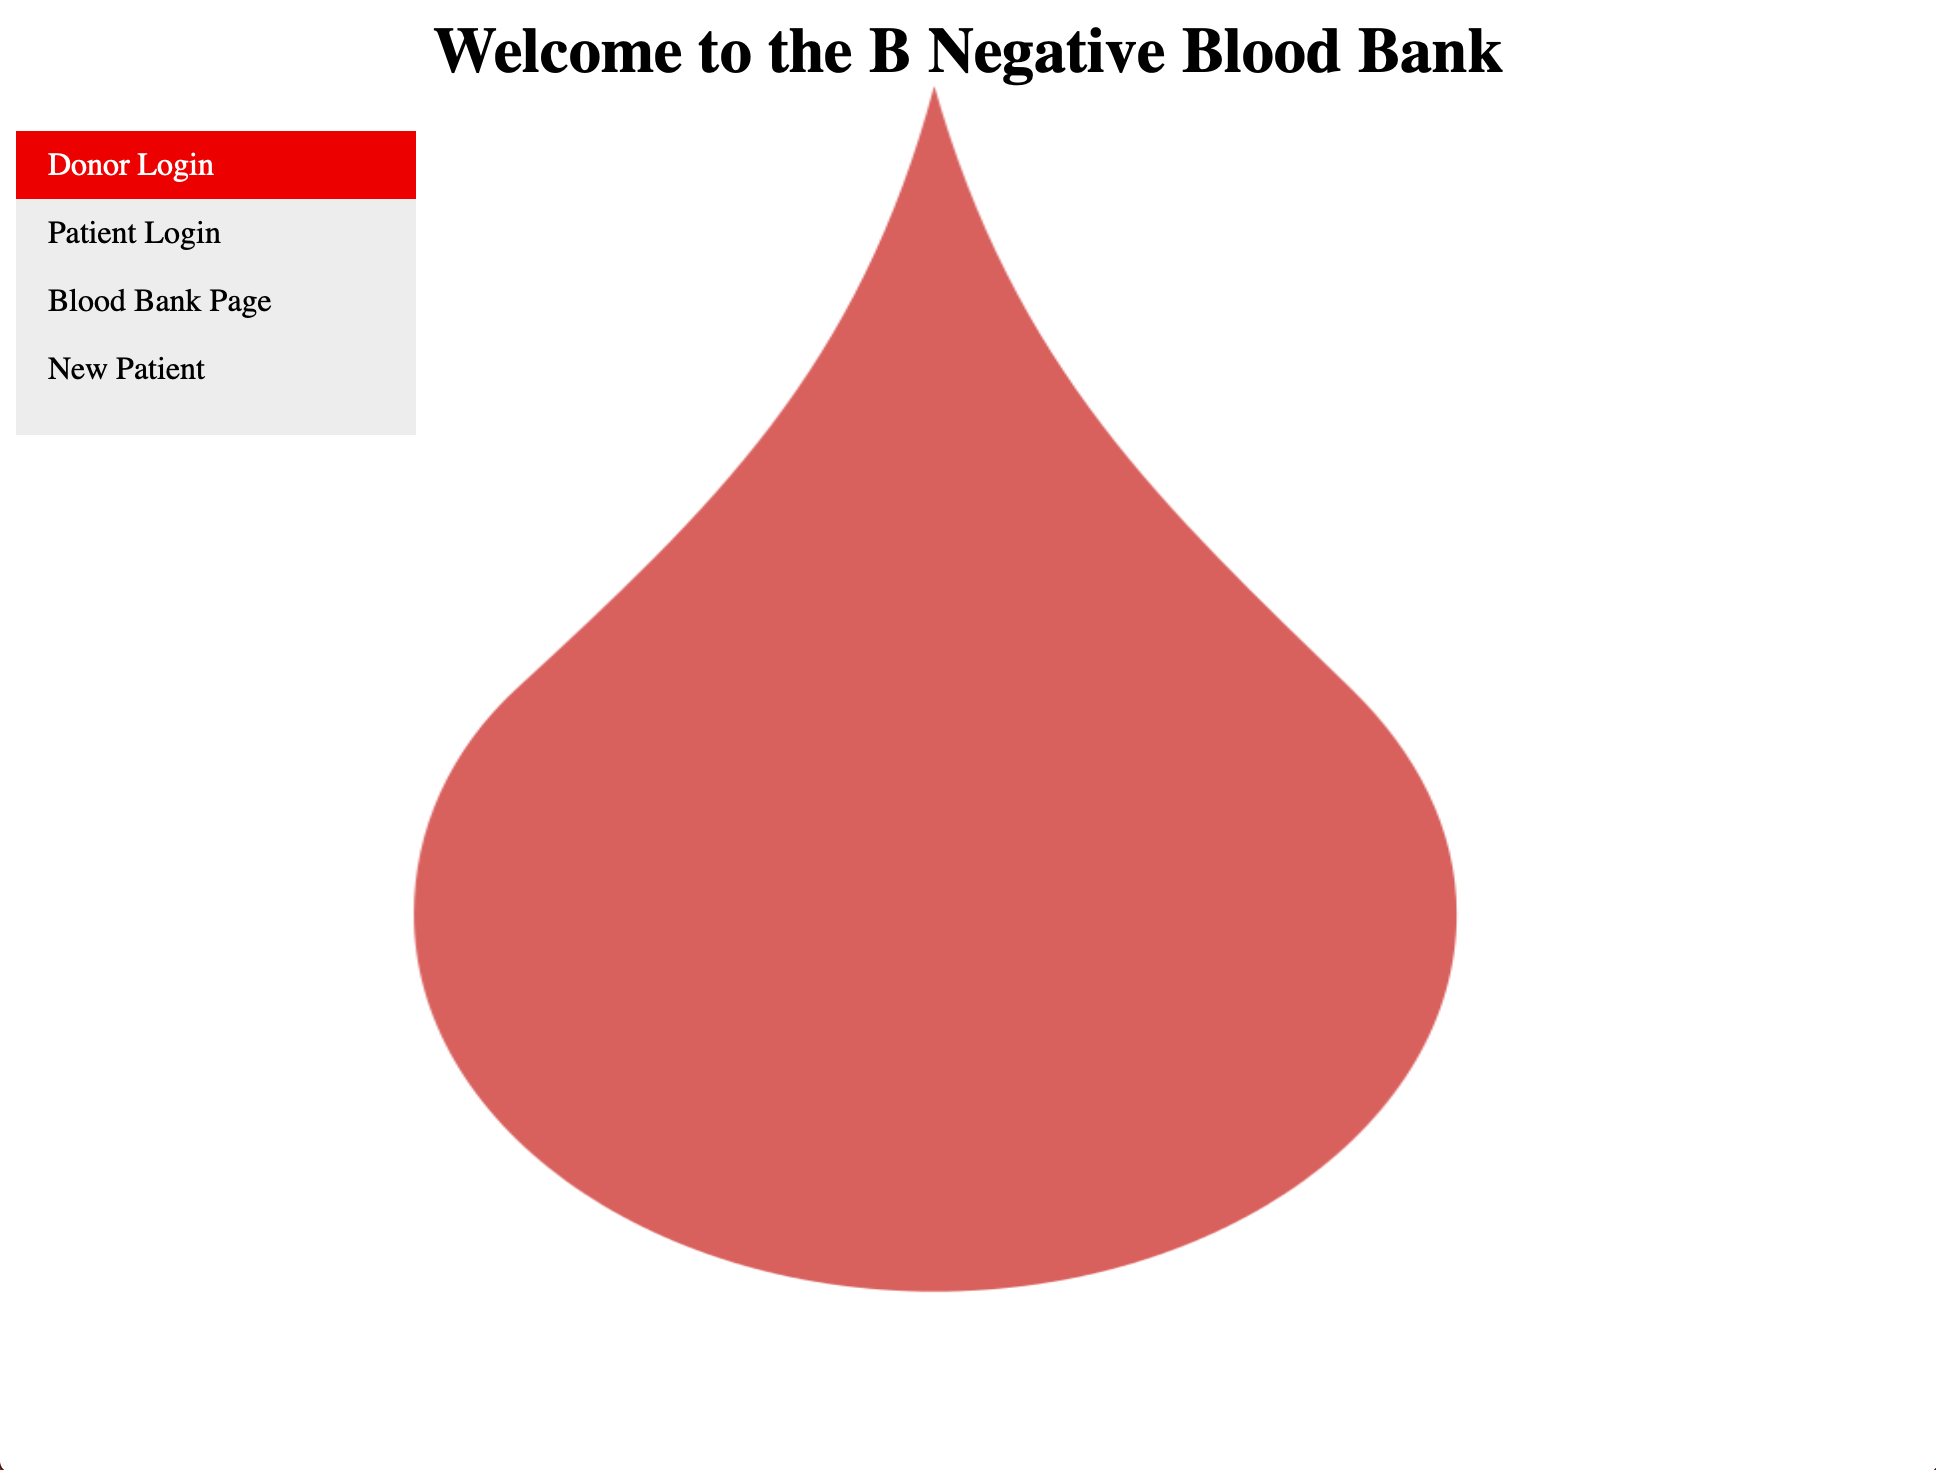 Welcome to the B Negative Blood Bank
Donor Login
Patient Login
Blood Bank Page
New Patient